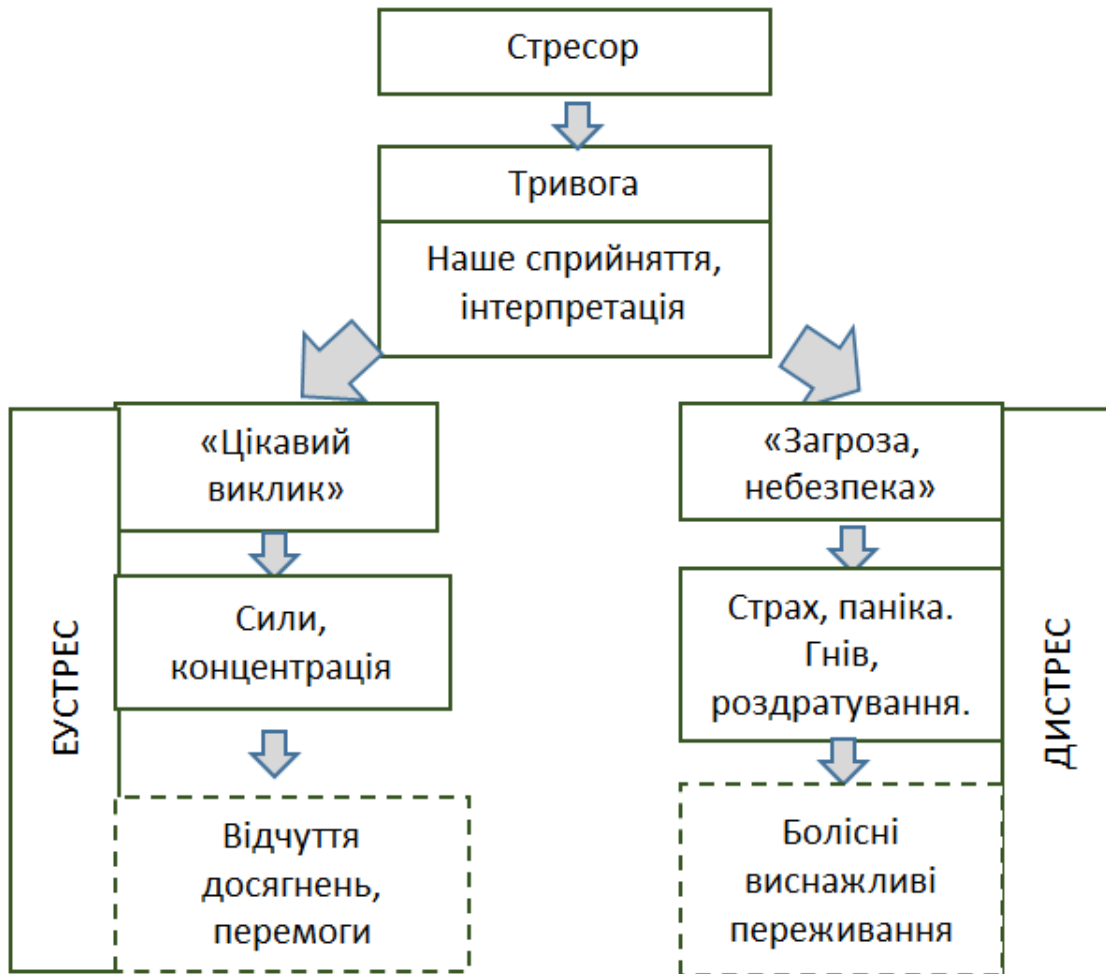 Стресор
Тривога
Наше сприйняття,
інтерпретація
«Цікавий
виклик»
Сили,
концентрація
Відчуття
досягнень,
перемоги
ЕУСТРЕС
«Загроза,
небезпека»
Страх, паніка.
Гнів,
роздратування.
Болісні
виснажливі
переживання
ДИСТРЕС